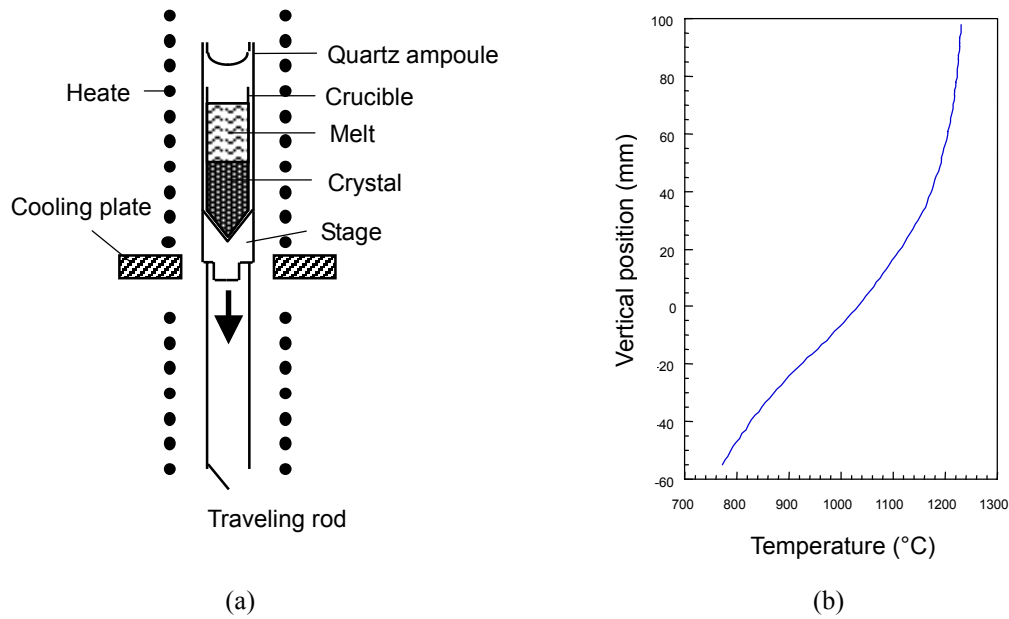 Quartz ampoule
Heate
Crucible
Melt
Crystal
Cooling plate
Stage
Traveling rod
(a)
100
80
60
40
20
0
-20
-40
-60
Vertical position (mm)
700 800 900 1000 1100 1200 1300
Temperature (°C)
(b)